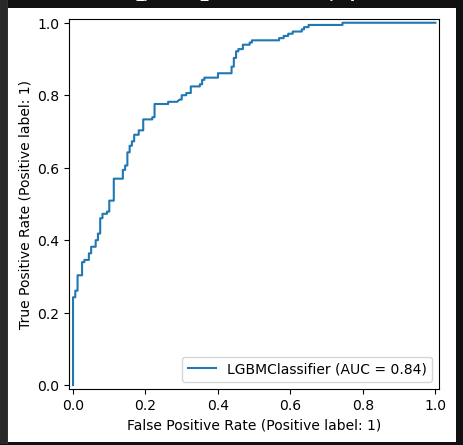 1.0
0.8
0.6
0.4
0.2
0.0
True Positive Rate (Positive label: 1)
LGBMClassifier (AUC = 0.84)
0.0 0.2 0.4 0.6 0.8 1.0
False Positive Rate (Positive label: 1)